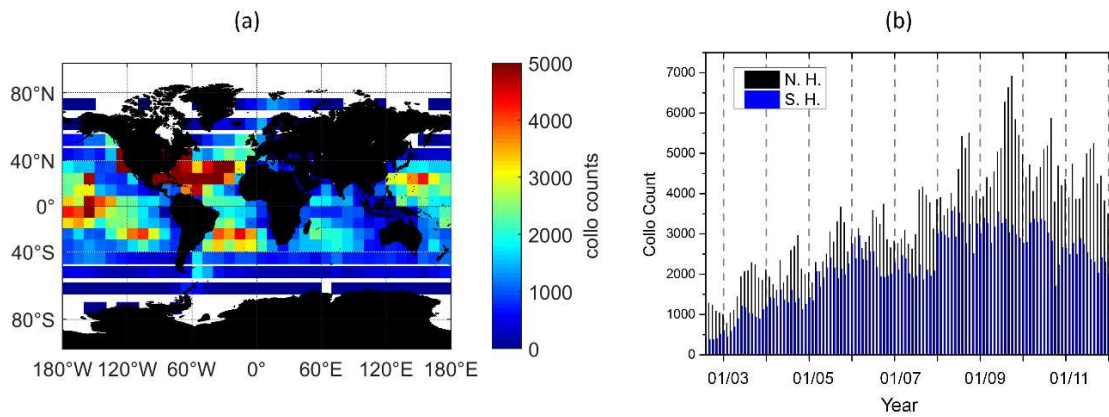 (a)
(b)
80°N
40°N
0°
40°S
80°S
180°W 120°W 60°W 0° 60°E 120°E 180°E
5000
4000
3000
2000
1000
0
collo counts
7000
6000
5000
4000
3000
2000
1000
0
Collo Count
N. H.
S. H.
01/03 01/05 01/07 01/09 01/11
Year